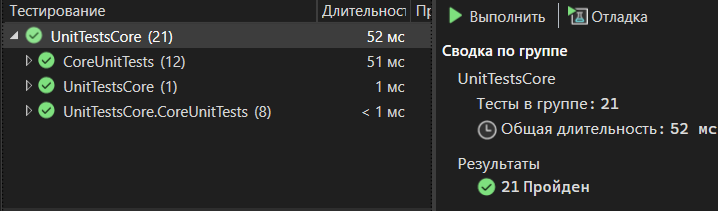 Тестирование Длительност Пр
UnitTestsCore (21) 52 мс
CoreUnitTests (12) 51 мс
UnitTestsCore (1) 1 мс
UnitTestsCore.CoreUnitTests (8) < 1 мс
Выполнить Отладка
Сводка по группе
UnitTestsCore
Тесты в группе: 21
Общая длительность: 52 мс
Результаты
21 Пройден